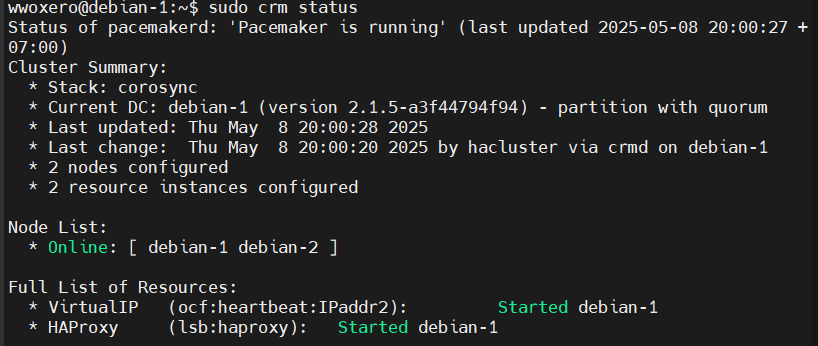 wwoxero@debian-1:~$ sudo crm status
Status of pacemakerd: 'Pacemaker is running' (last updated 2025-05-08 20:00:27 +
07:00)
Cluster Summary:
  * Stack: corosync
  * Current DC: debian-1 (version 2.1.5-a3f44794f94) - partition with quorum
  * Last updated: Thu May  8 20:00:28 2025
  * Last change:  Thu May  8 20:00:20 2025 by hacluster via crmd on debian-1
  * 2 nodes configured
  * 2 resource instances configured

Node List:
  * Online: [ debian-1 debian-2 ]

Full List of Resources:
  * VirtualIP   (ocf:heartbeat:IPaddr2):         Started debian-1
  * HAProxy     (lsb:haproxy):   Started debian-1